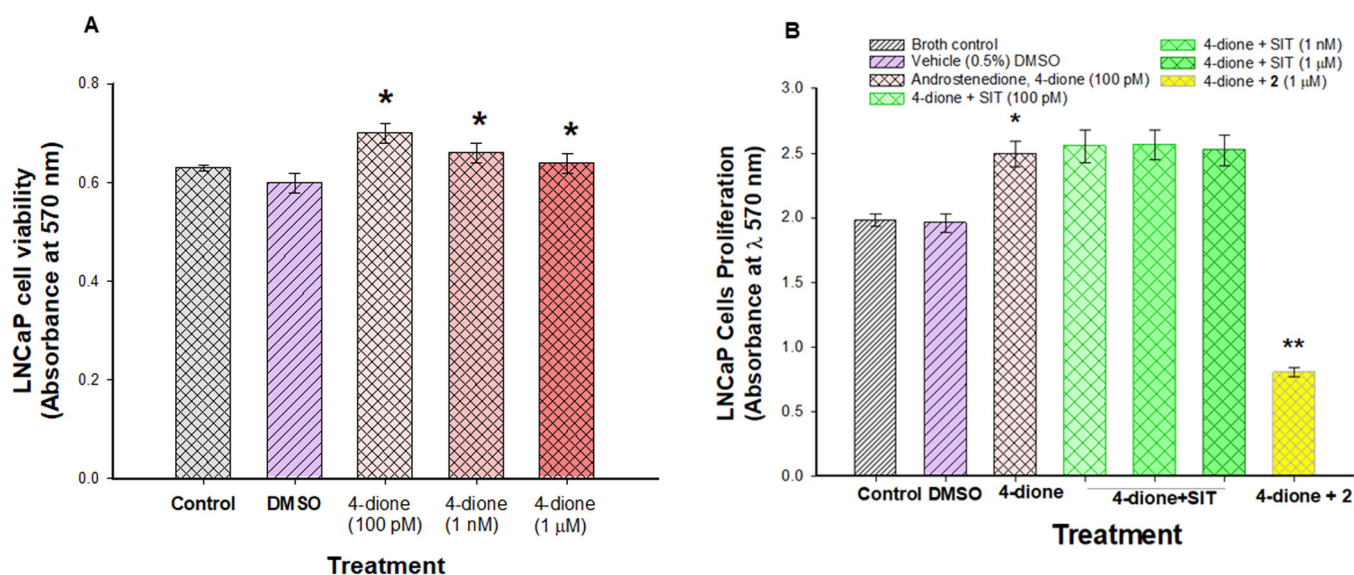 A
LNCaP cell viability
(Absorbance at 570 nm)
0.8
0.6
0.4
0.2
0.0
*
*
*
Control
DMSO
4-dione
(100 pM)
4-dione
(1 nM)
4-dione
(1 μM)
Treatment
B
Broth control
Vehicle (0.5%) DMSO
Androstenedione, 4-dione (100 pM)
4-dione + SIT (100 pM)
4-dione + SIT (1 nM)
4-dione + SIT (1 μM)
4-dione + 2 (1 μM)
LNCaP Cells Proliferation
(Absorbance at λ 570 nm)
3.0
2.5
2.0
1.5
1.0
0.5
0.0
*
**
Control
DMSO
4-dione
4-dione+SIT
4-dione + 2
Treatment